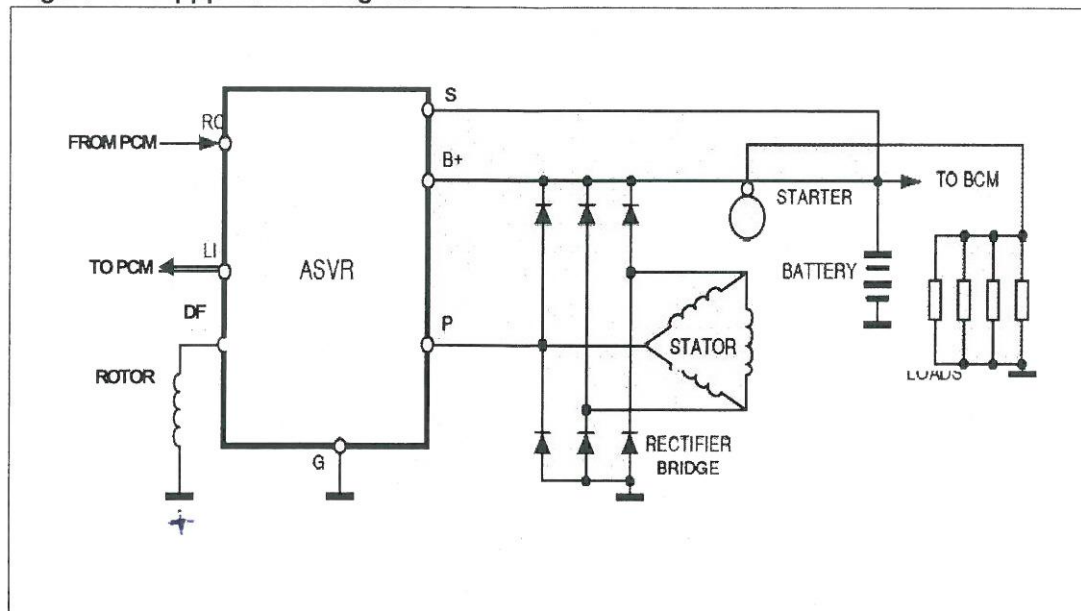 S
RC
FROM PCM
B+
STARTER
TO BCM
LI
TO PCM
ASVR
BATTERY
DF
P
STATOR
ROTOR
LOADS
RECTIFIER
BRIDGE
G